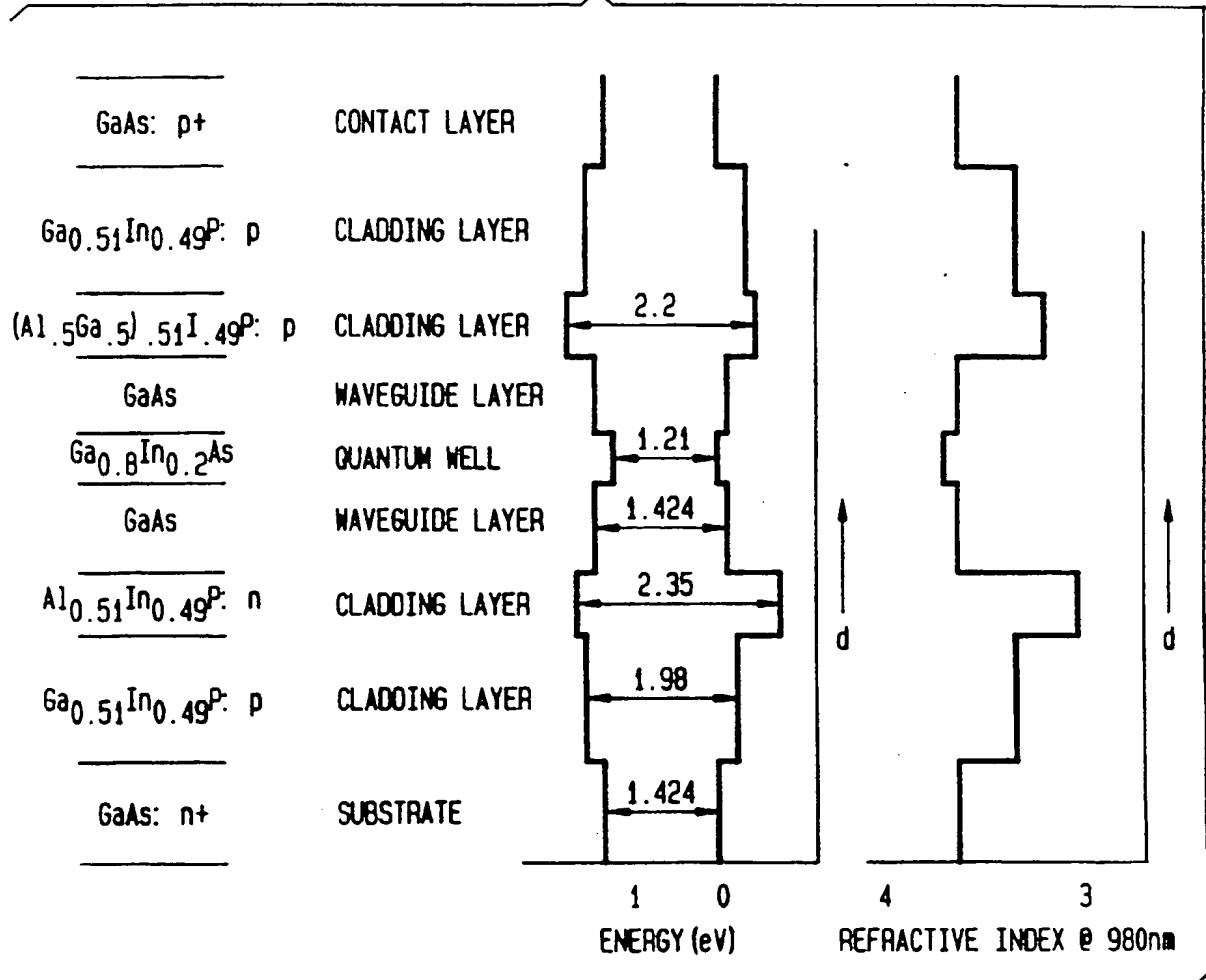 GaAs: p+ CONTACT LAYER
Ga0.51In0.49P: p CLADDING LAYER
(Al.5Ga.5).51I.49P: p CLADDING LAYER 2.2
GaAs WAVEGUIDE LAYER
Ga0.8In0.2As QUANTUM WELL 1.21
GaAs WAVEGUIDE LAYER 1.424
Al0.51In0.49P: n CLADDING LAYER 2.35
d d
Ga0.51In0.49P: p CLADDING LAYER 1.98
GaAs: n+ SUBSTRATE 1.424
1 0 4 3
ENERGY (eV) REFRACTIVE INDEX @ 980nm